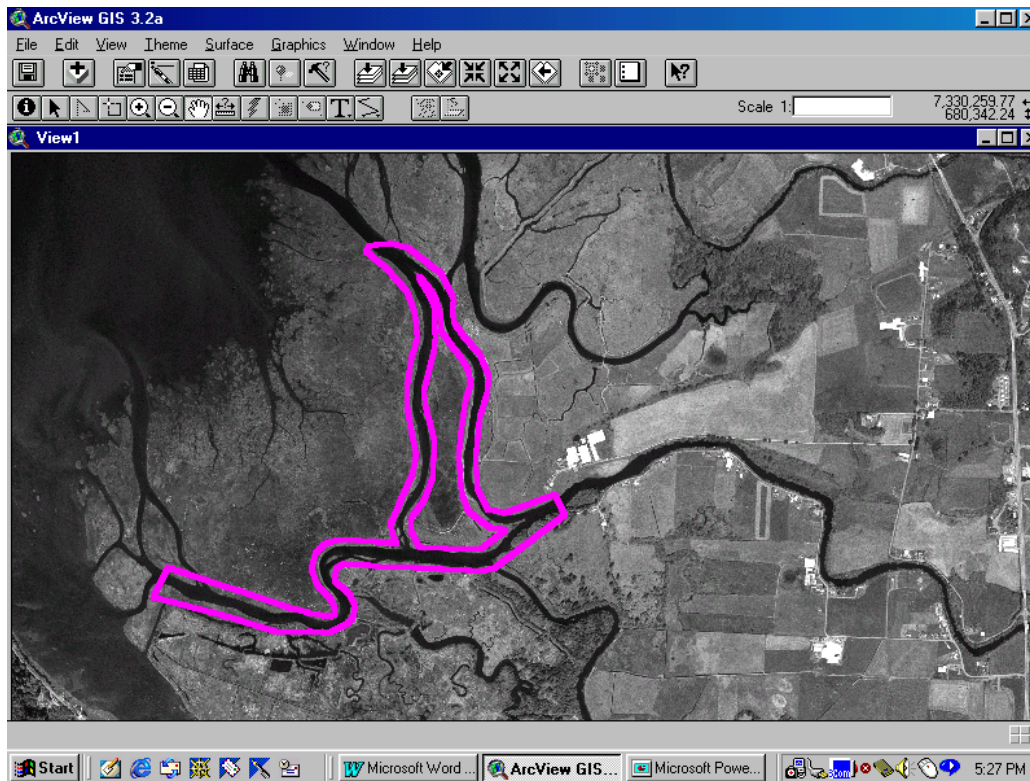 ArcView GIS 3.2a
File Edit View Theme Surface Graphics Window Help
Scale 1:
7,330,259.77
680,342.24
View1
Start
Microsoft Word ...
ArcView GIS...
Microsoft Powe...
5:27 PM